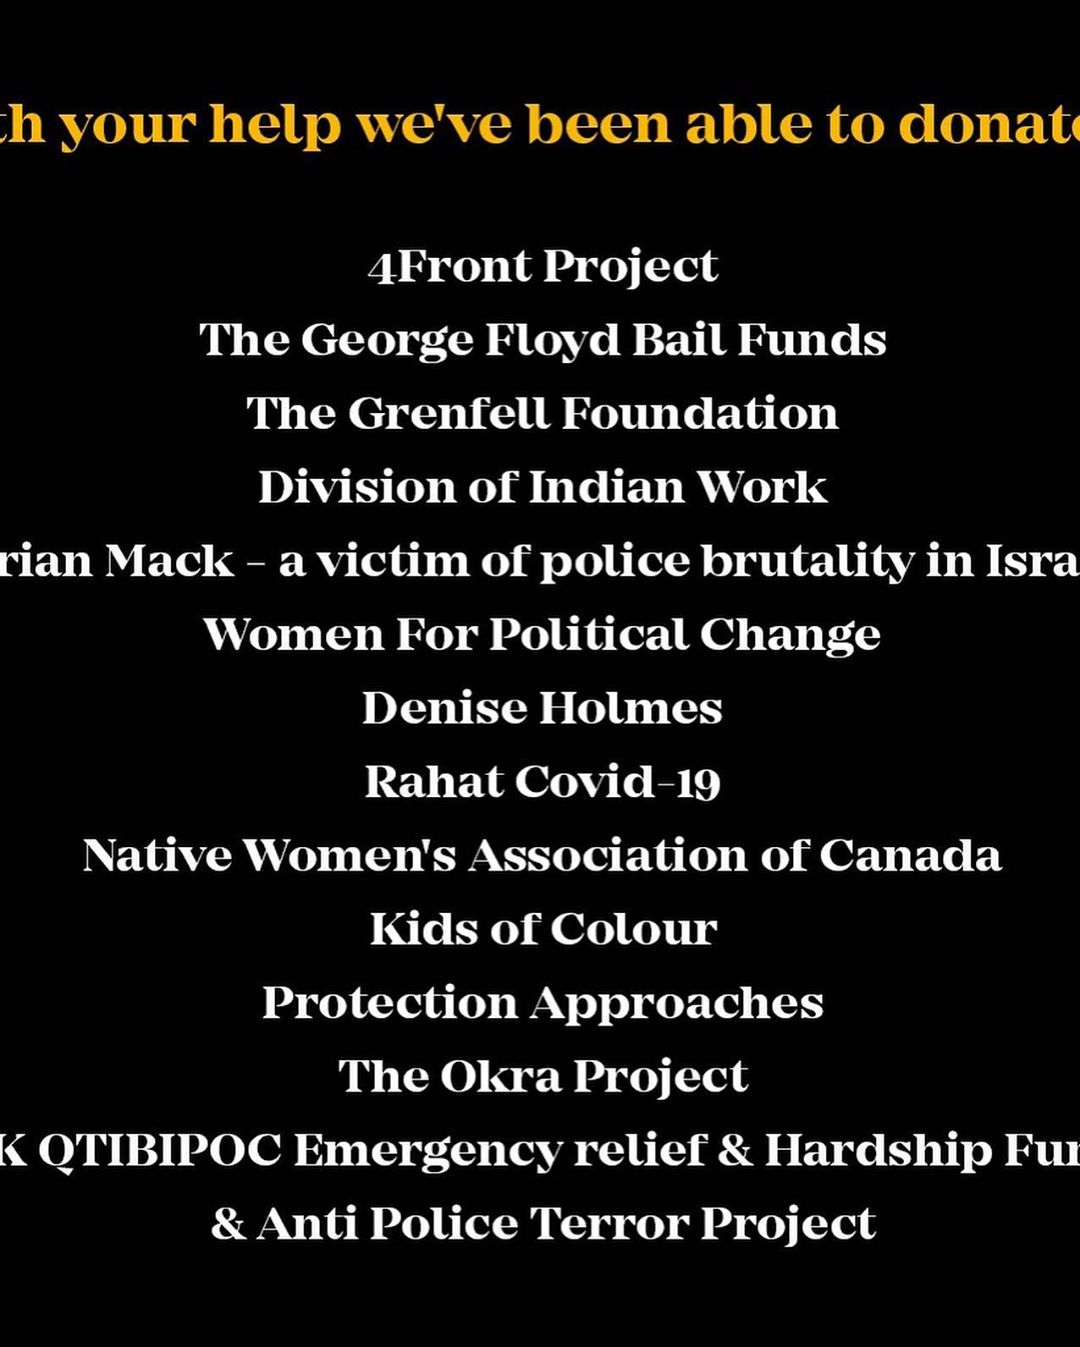 th your help we've been able to donate
4Front Project
The George Floyd Bail Funds
The Grenfell Foundation
Division of Indian Work
rian Mack - a victim of police brutality in Isra
Women For Political Change
Denise Holmes
Rahat Covid-19
Native Women's Association of Canada
Kids of Colour
Protection Approaches
The Okra Project
K QTIBIPOC Emergency relief & Hardship Fun
& Anti Police Terror Project